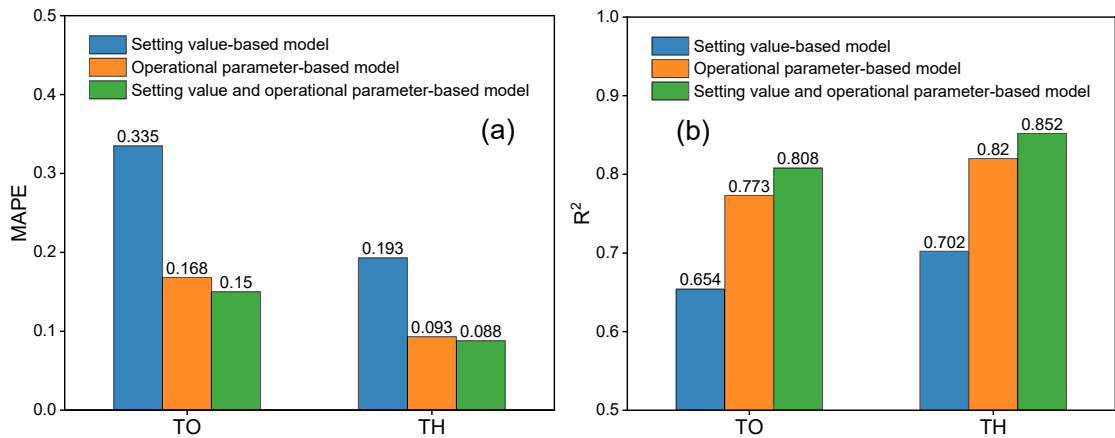 0.5
0.4
0.3
0.2
0.1
0.0
MAPE
Setting value-based model
Operational parameter-based model
Setting value and operational parameter-based model
(a)
0.335
0.168
0.15
0.193
0.093
0.088
TO
TH
1.0
0.9
0.8
0.7
0.6
0.5
R²
Setting value-based model
Operational parameter-based model
Setting value and operational parameter-based model
(b)
0.654
0.773
0.808
0.702
0.82
0.852
TO
TH